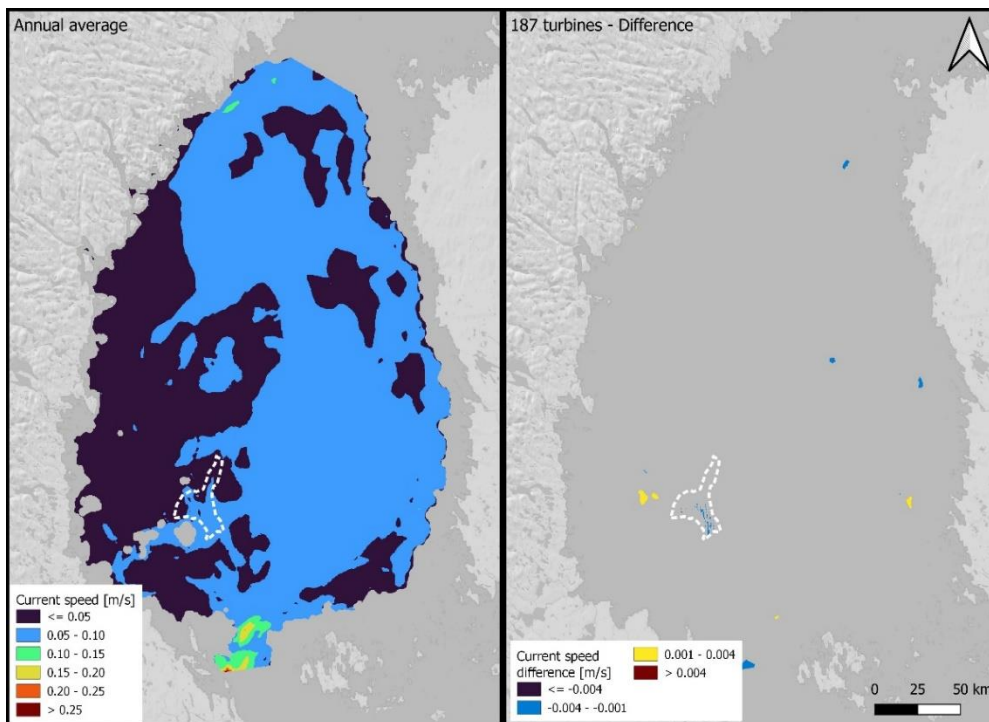 Annual average
Current speed [m/s]
<= 0.05
0.05 - 0.10
0.10 - 0.15
0.15 - 0.20
0.20 - 0.25
> 0.25
187 turbines - Difference
Current speed
difference [m/s]
<= -0.004
-0.004 - -0.001
0.001 - 0.004
> 0.004
0 25 50 km